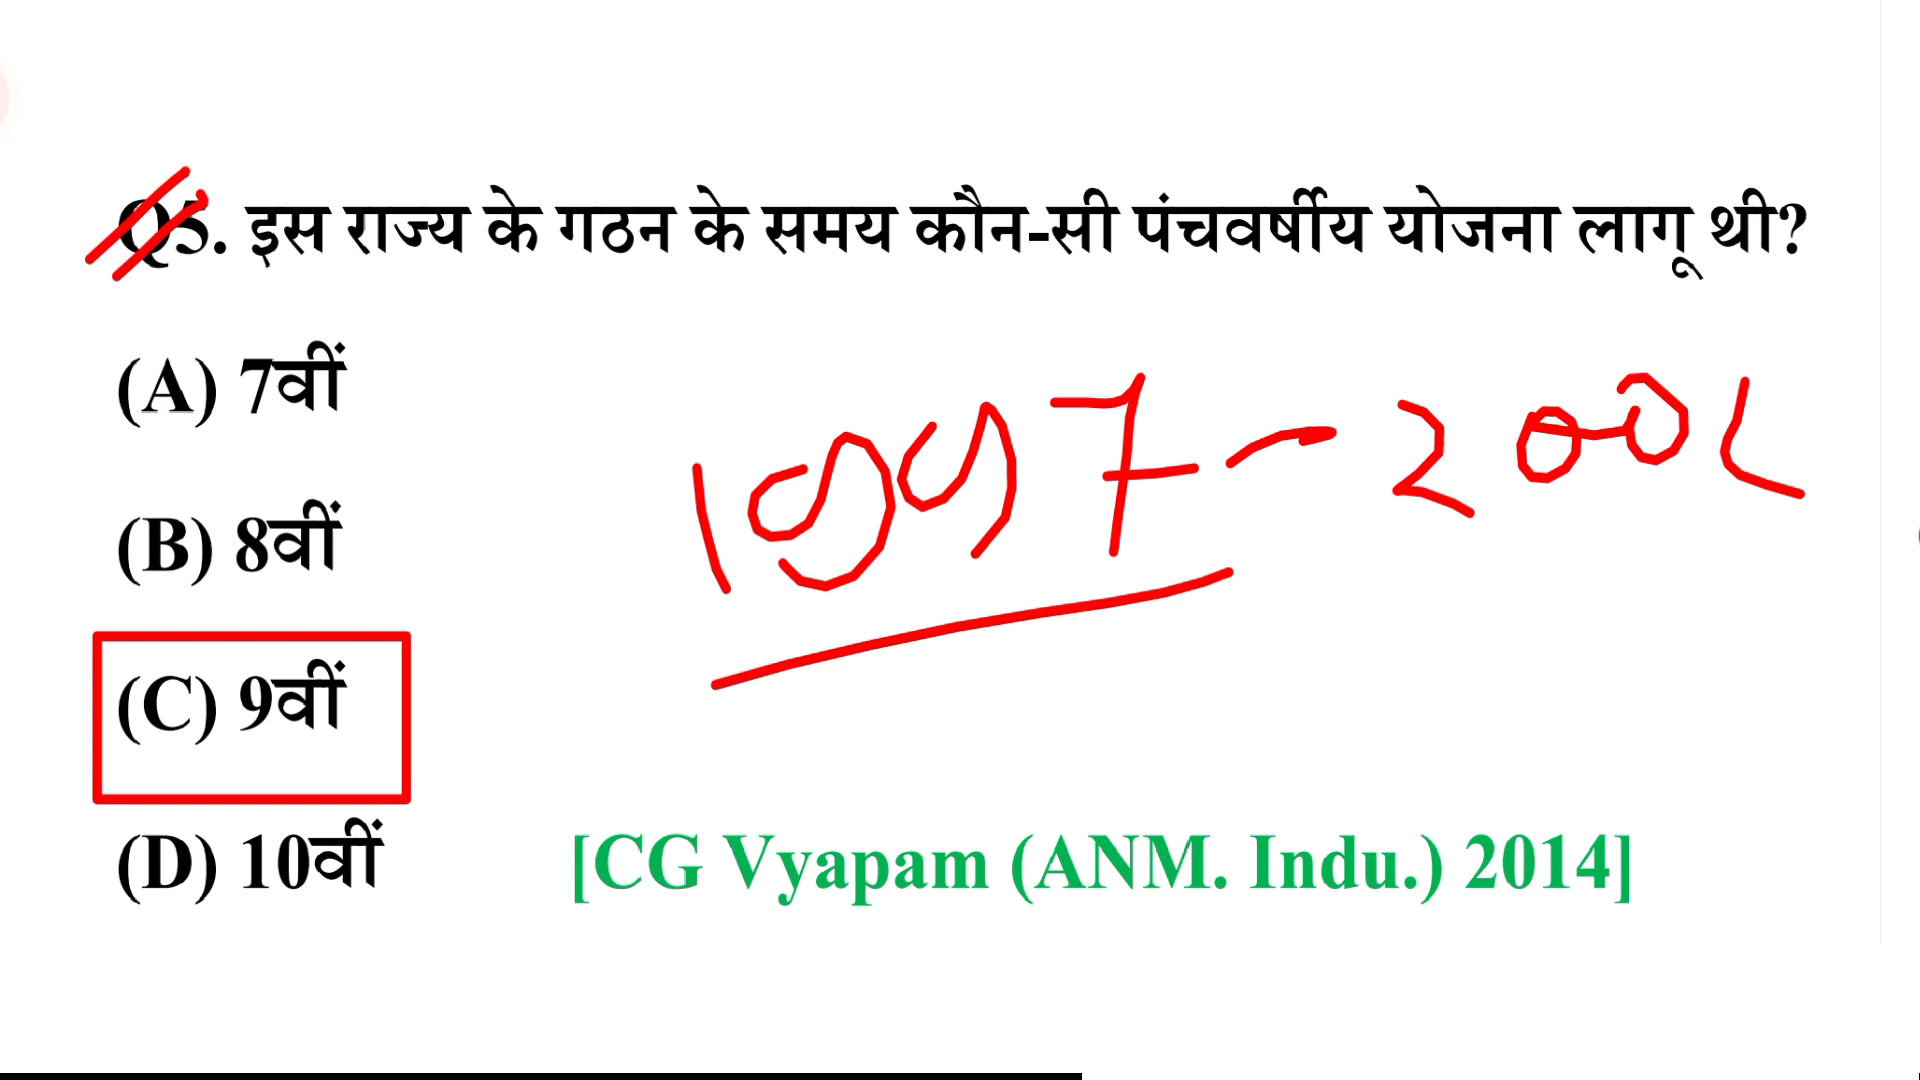 Q5. इस राज्य के गठन के समय कौन-सी पंचवर्षीय योजना लागू थी?
(A) 7वीं
1997-2002
(B) 8वीं
(C) 9वीं
(D) 10वीं
[CG Vyapam (ANM. Indu.) 2014]